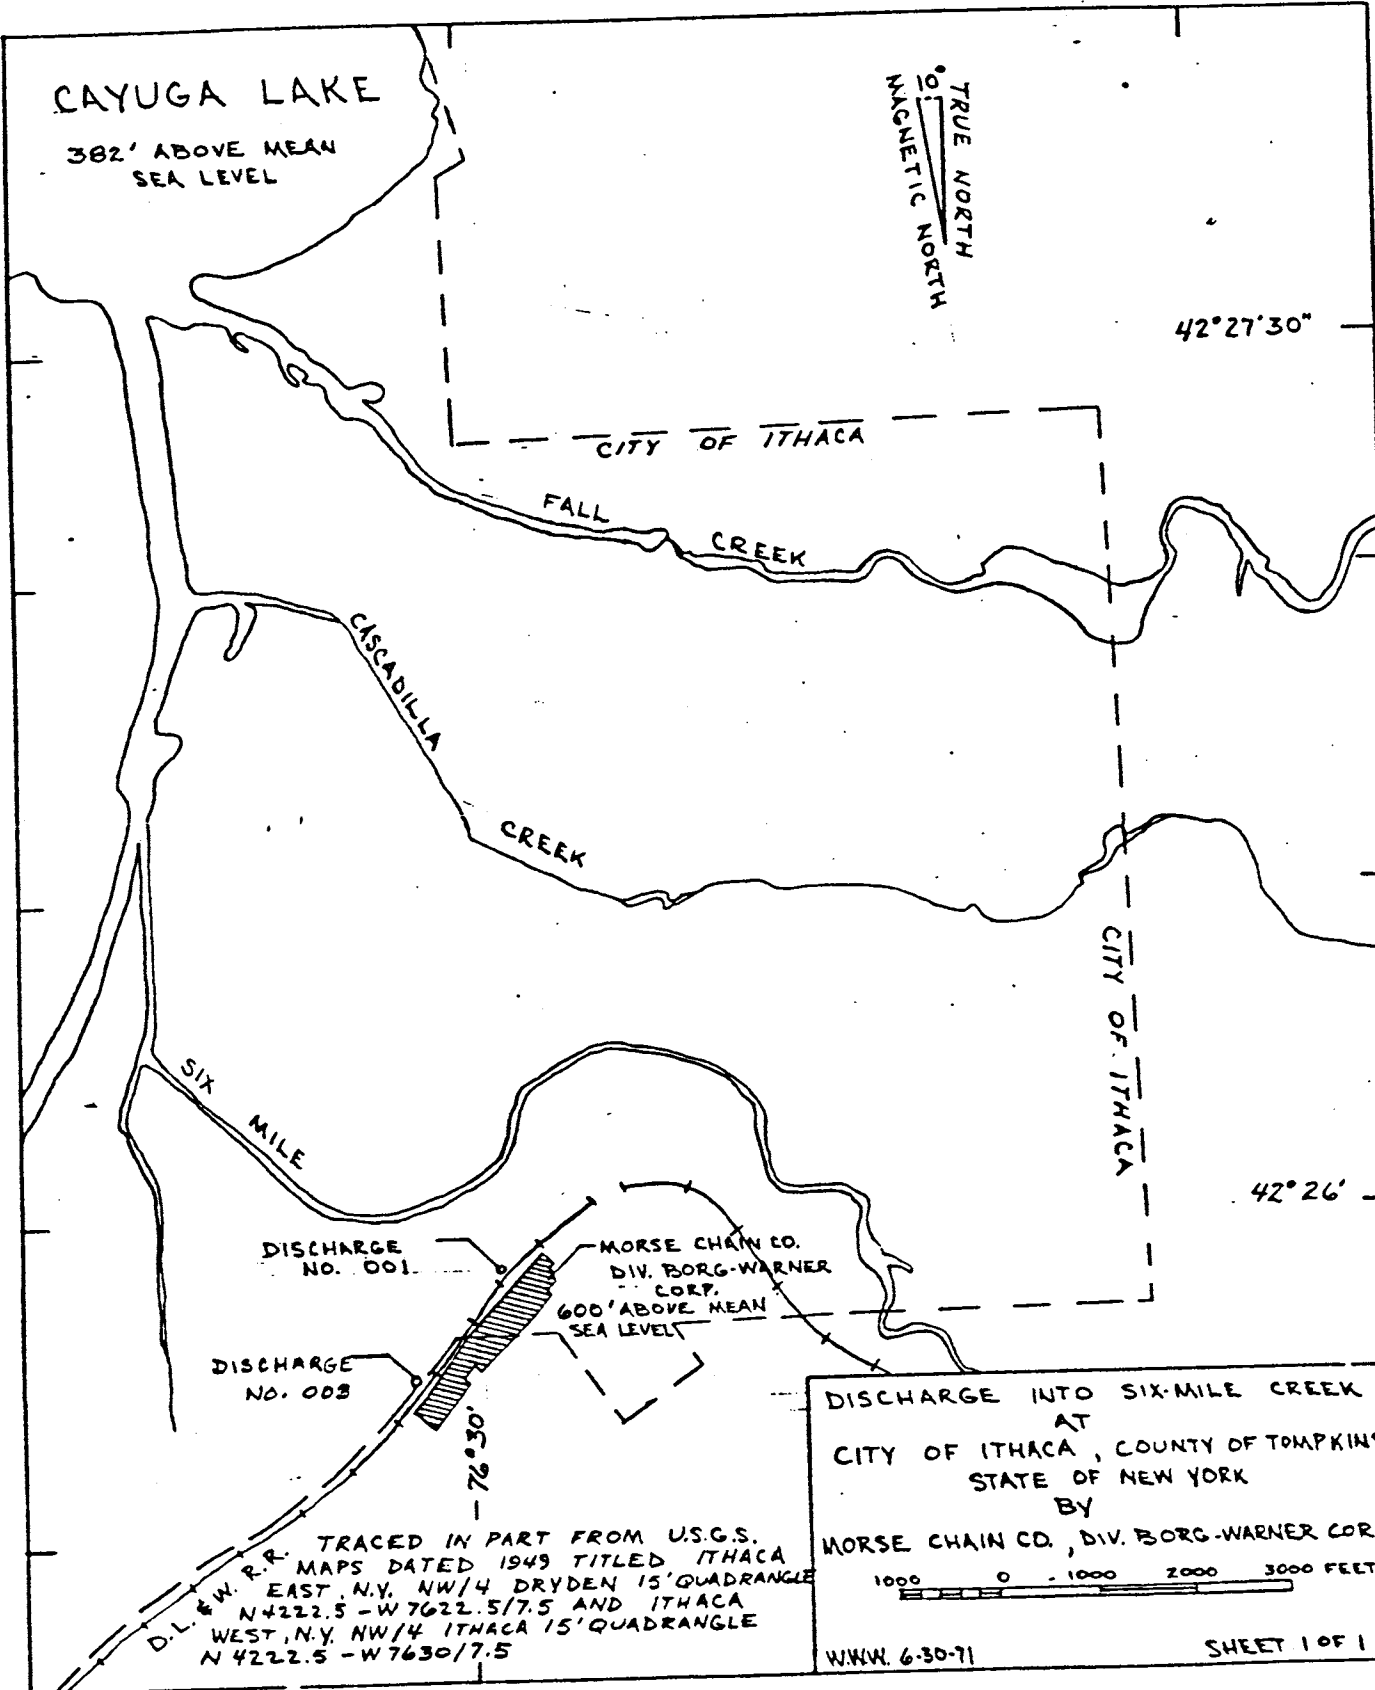 CAYUGA LAKE
382' ABOVE MEAN
SEA LEVEL
10°
TRUE NORTH
MAGNETIC NORTH
42°27'30"
CITY OF ITHACA
FALL
CREEK
CASCADILLA
CREEK
CITY OF ITHACA
SIX
MILE
42°26'
DISCHARGE
NO. 001
MORSE CHAIN CO.
DIV. BORG-WARNER
CORP.
600' ABOVE MEAN
SEA LEVEL
DISCHARGE
NO. 003
76°30'
D.L. & W. R.R.
TRACED IN PART FROM U.S.G.S.
MAPS DATED 1949 TITLED ITHACA
EAST, N.Y. NW/4 DRYDEN 15' QUADRANGLE
N 4222.5 - W 7622.5/7.5 AND ITHACA
WEST, N.Y. NW/4 ITHACA 15' QUADRANGLE
N 4222.5 - W 7630/7.5
DISCHARGE INTO SIX-MILE CREEK
AT
CITY OF ITHACA, COUNTY OF TOMPKINS
STATE OF NEW YORK
BY
MORSE CHAIN CO., DIV. BORG-WARNER COR
1000 0 1000 2000 3000 FEET
W.W.W. 6-30-71
SHEET 1 OF 1